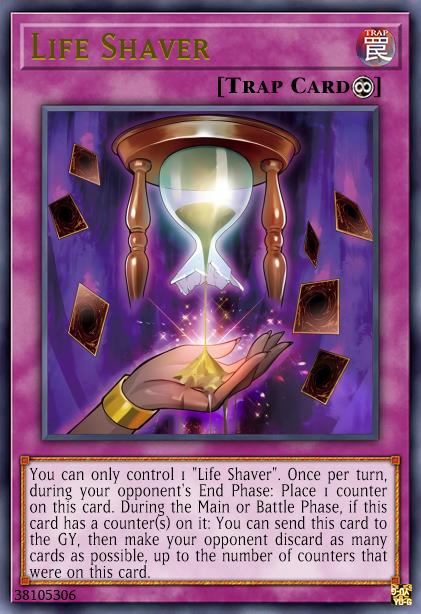 Life Shaver
TRAP
罠
[Trap Card]
You can only control 1 "Life Shaver". Once per turn,
during your opponent's End Phase: Place 1 counter
on this card. During the Main or Battle Phase, if this
card has a counter(s) on it: You can send this card to
the GY, then make your opponent discard as many
cards as possible, up to the number of counters that
were on this card.
38105306